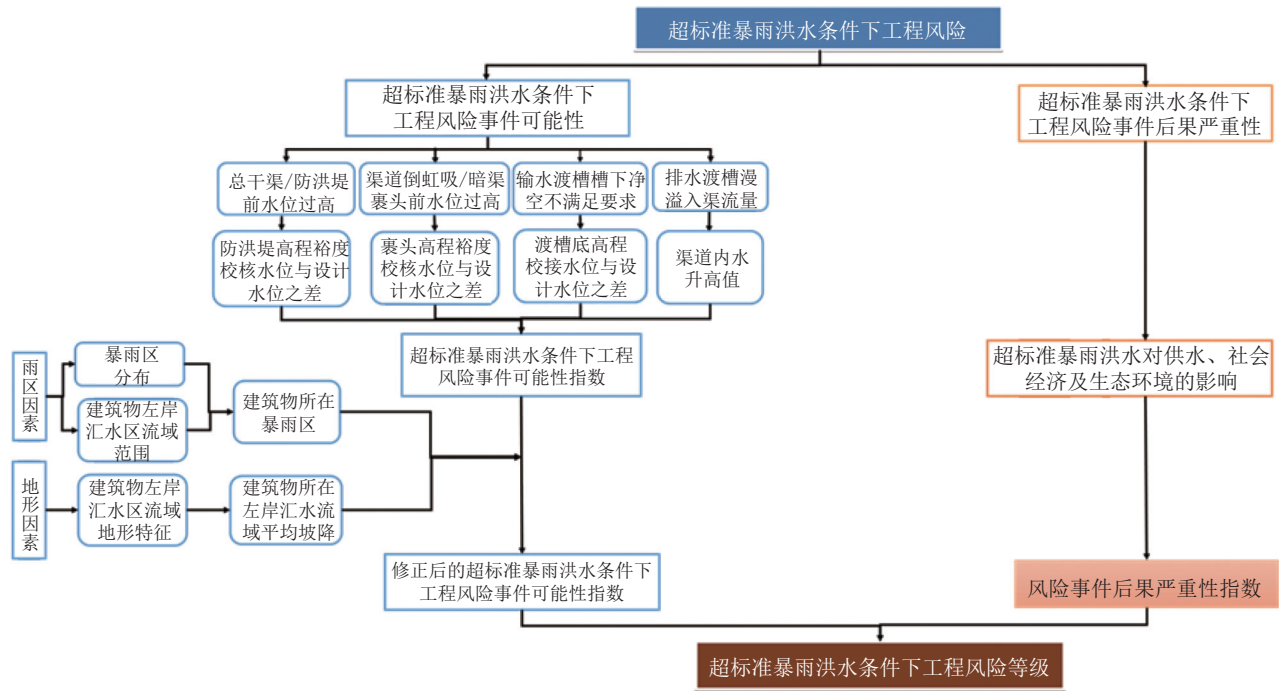 超标准暴雨洪水条件下工程风险
超标准暴雨洪水条件下
工程风险事件可能性
超标准暴雨洪水条件下
工程风险事件后果严重性
总干渠/防洪堤
前水位过高
渠道倒虹吸/暗渠
裹头前水位过高
输水渡槽槽下净
空不满足要求
排水渡槽漫
溢入渠流量
防洪堤高程裕度
校核水位与设计
水位之差
裹头高程裕度
校核水位与设
计水位之差
渡槽底高程
校接水位与设
计水位之差
渠道内水
升高值
超标准暴雨洪水条件下工程
风险事件可能性指数
超标准暴雨洪水对供水、社会
经济及生态环境的影响
雨区因素
暴雨区
分布
建筑物左岸
汇水区流域
范围
建筑物所在
暴雨区
地形因素
建筑物左岸
汇水区流域
地形特征
建筑物所在
左岸汇水流
域平均坡降
修正后的超标准暴雨洪水条件下
工程风险事件可能性指数
风险事件后果严重性指数
超标准暴雨洪水条件下工程风险等级